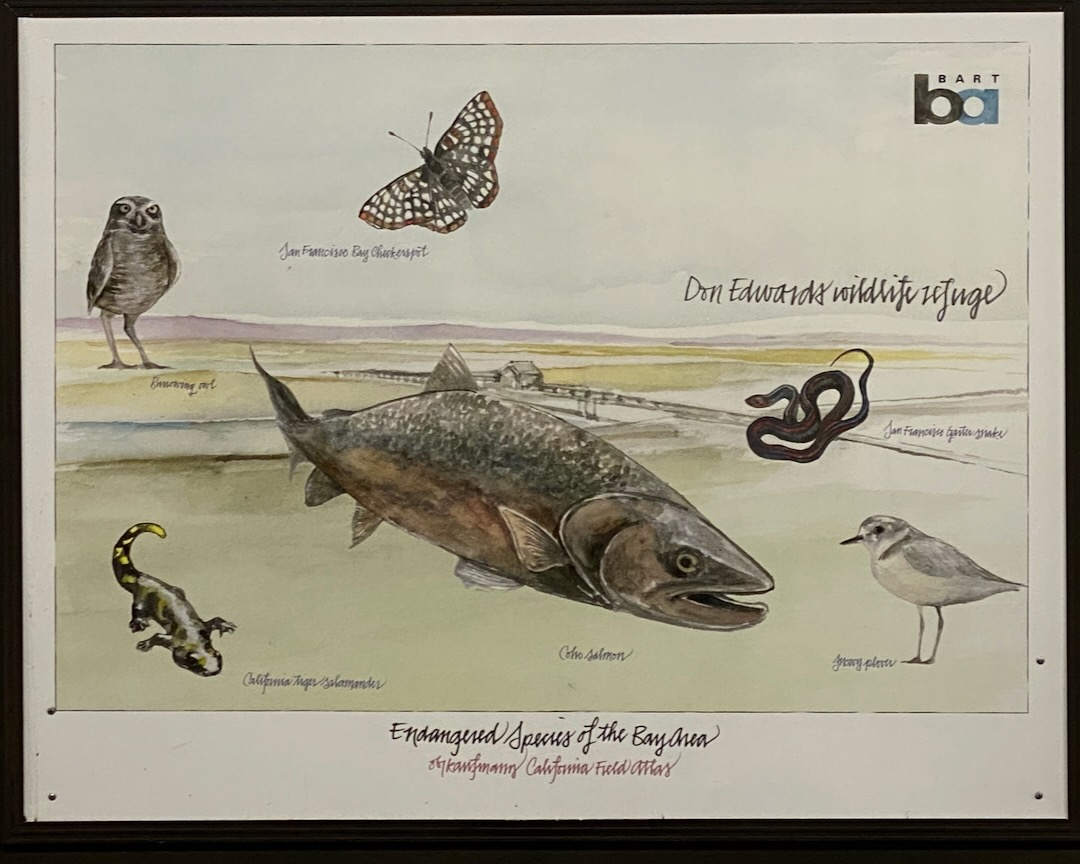 BART
ba
San Francisco Bay Checkerspot
Don Edwards wildlife refuge
Burrowing owl
San Francisco Garter snake
Coho salmon
Snowy plover
California tiger salamander
Endangered Species of the Bay Area
Obi Kaufmann California Field Atlas